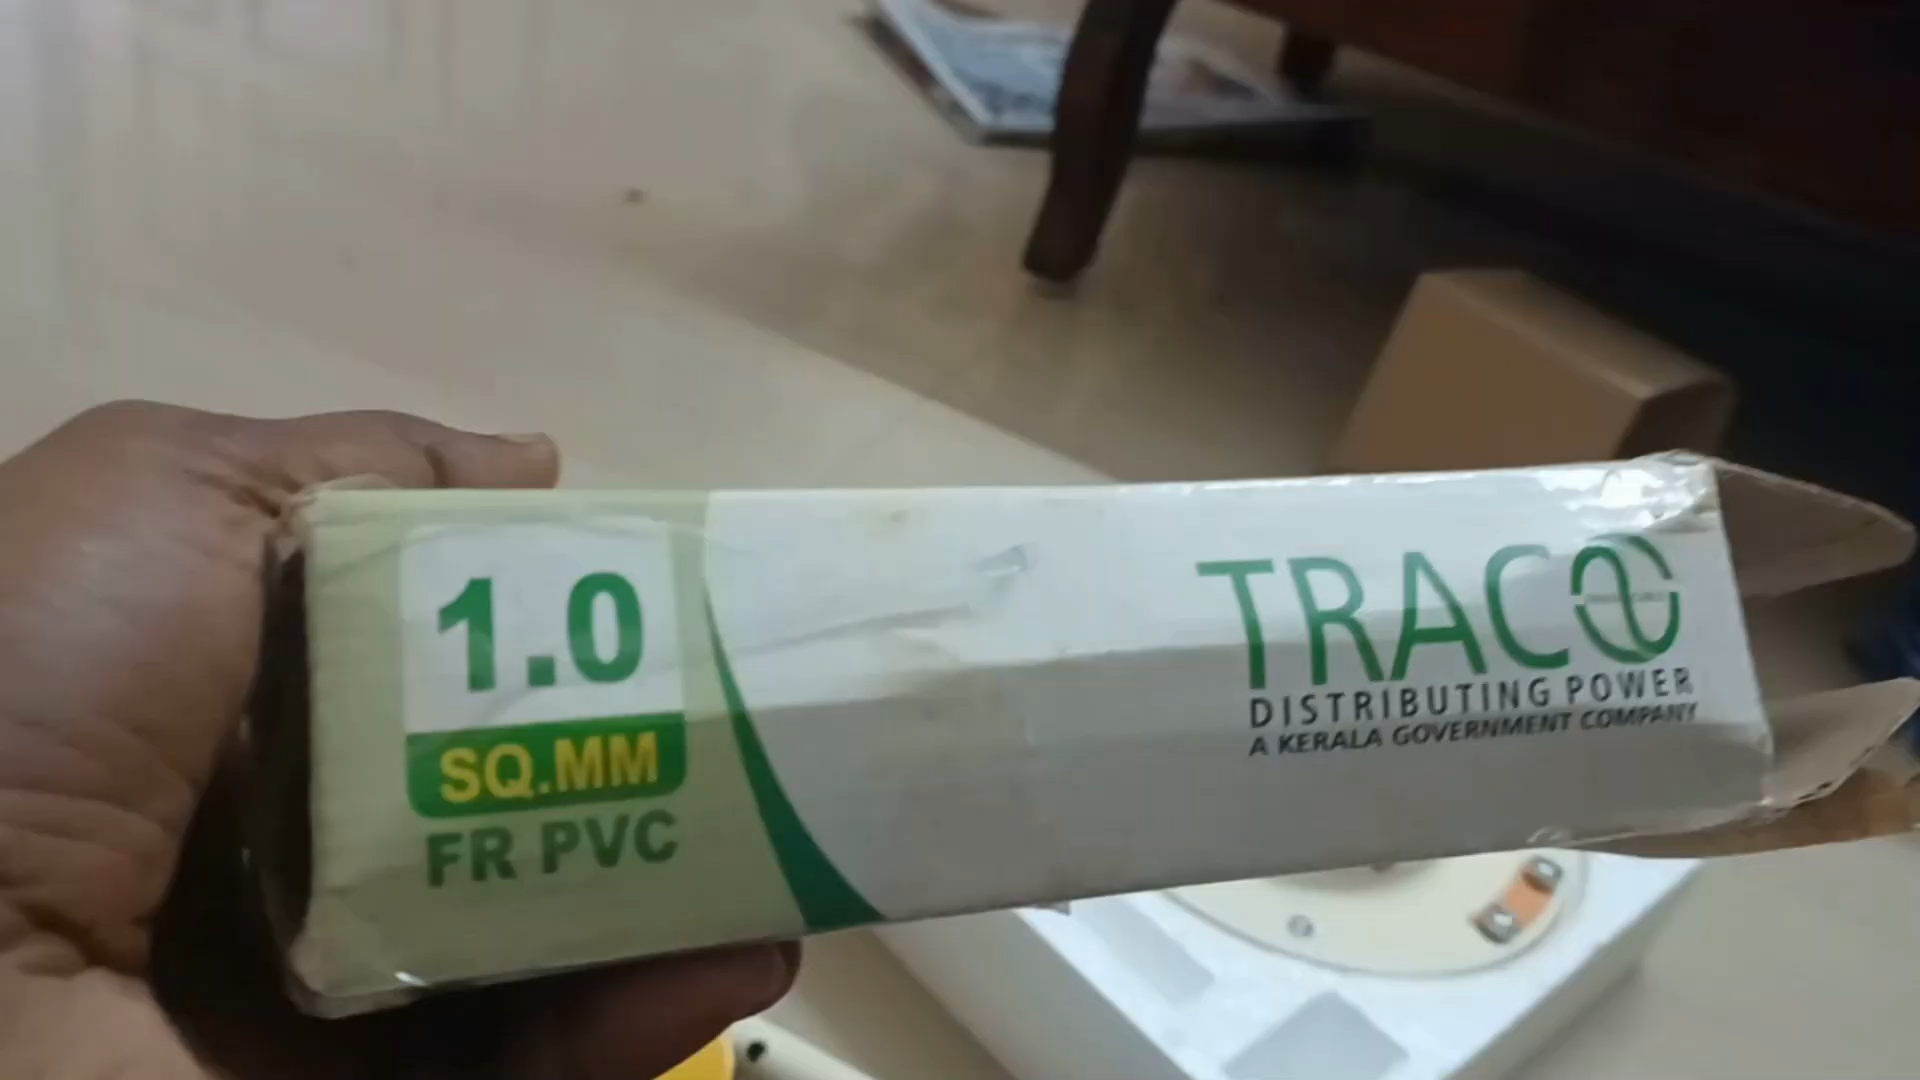 1.0
SQ.MM
FR PVC
TRACO
DISTRIBUTING POWER
A KERALA GOVERNMENT COMPANY